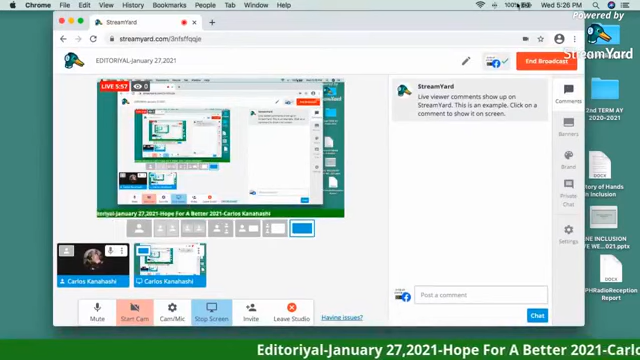 Chrome File Edit View History Bookmarks People Tab Window Help
100% Wed 5:26 PM
Powered by
StreamYard
StreamYard
streamyard.com/3nfsffqqje
EDITORIYAL-January 27,2021
End Broadcast
LIVE 5:57 0
StreamYard
Live viewer comments show up on
StreamYard. This is an example. Click on a
comment to show it on screen.
Comments
Banners
Brand
Private
Chat
Settings
2ND TERM AY
2020-2021
DOCX
DOCX
Editoriyal-January 27,2021-Hope For A Better 2021-Carlos Kanahashi
Carlos Kanahashi
Carlos Kanahashi
Mute
Start Cam
Cam/Mic
Stop Screen
Invite
Leave Studio
Having issues?
Post a comment
Chat
Report
Editoriyal-January 27,2021-Hope For A Better 2021-Carlo